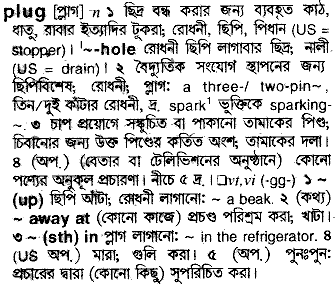 plug [প্লাগ্] n ১ ছিদ্র বন্ধ করার জন্য ব্যবহৃত কাঠ,
ধাতু, রাবার ইত্যাদির টুকরা; রোধনী, ছিপি, পিধান (US =
stopper)। '~-hole রোধনী ছিপি লাগাবার ছিদ্র; নালী
(US = drain)। ২ বৈদ্যুতিক সংযোগ স্থাপনের জন্য
ছিপিবিশেষ; রোধনী; প্লাগ: a three-/ two-pin~,
তিন/দুই কাঁটার রোধনী, দ্র. spark¹ ভুক্তিকে sparking-
~. ৩ চাপ প্রয়োগে সঙ্কুচিত বা পাকানো তামাকের পিণ্ড;
চিবানোর জন্য উক্ত পিণ্ডের কর্তিত অংশ; তামাকের দলা।
৪ (অপ.) (বেতার বা টেলিভিশনের অনুষ্ঠানে) কোনো
পণ্যের অনুকূল প্রচারণা। নীচে ৫ দ্র. □vt,vi (-gg-) ১ ~
(up) ছিপি আঁটা; রোধনী লাগানো: ~ a beak. ২ (কথ্য)
~ away at (কোনো কাজে) প্রচণ্ড পরিশ্রম করা; খাটা।
৩ ~ (sth) in প্লাগ লাগানো: ~ in the refrigerator. ৪
(US অপ.) মারা; গুলি করা। ৫ (অপ.) পুনঃপুন:
প্রচারের দ্বারা (কোনো কিছু) সুপরিচিত করা।